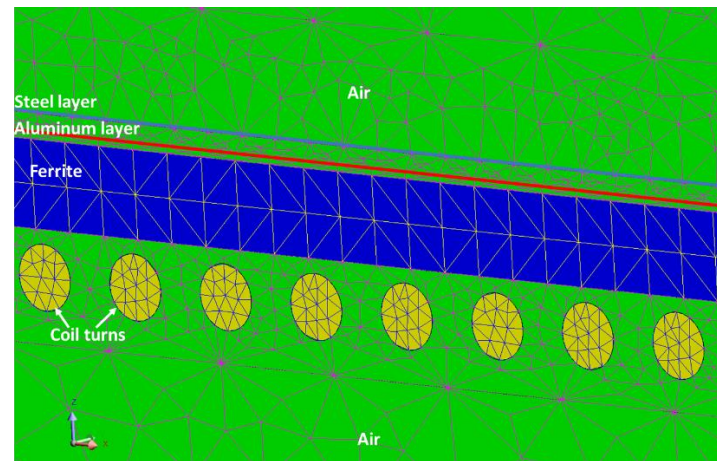 Air
Steel layer
Aluminum layer
Ferrite
Coil turns
Air
z
x